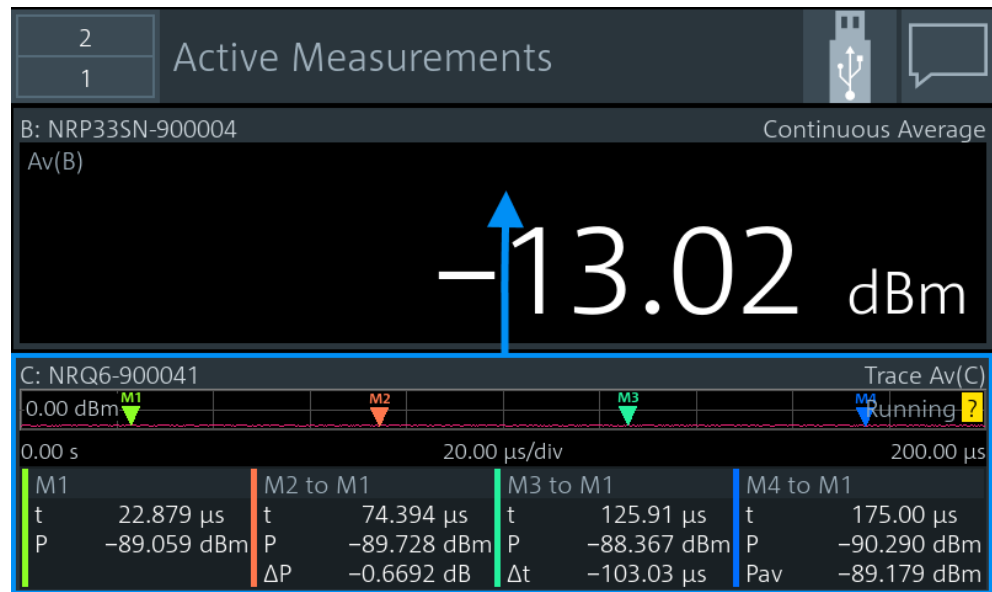 2
1
Active Measurements
B: NRP33SN-900004 Continuous Average
Av(B)
−13.02 dBm
C: NRQ6-900041 Trace Av(C)
0.00 dBm M1 M2 M3 M4 Running ?
0.00 s 20.00 µs/div 200.00 µs
M1 M2 to M1 M3 to M1 M4 to M1
t 22.879 µs t 74.394 µs t 125.91 µs t 175.00 µs
P −89.059 dBm P −89.728 dBm P −88.367 dBm P −90.290 dBm
ΔP −0.6692 dB Δt −103.03 µs Pav −89.179 dBm